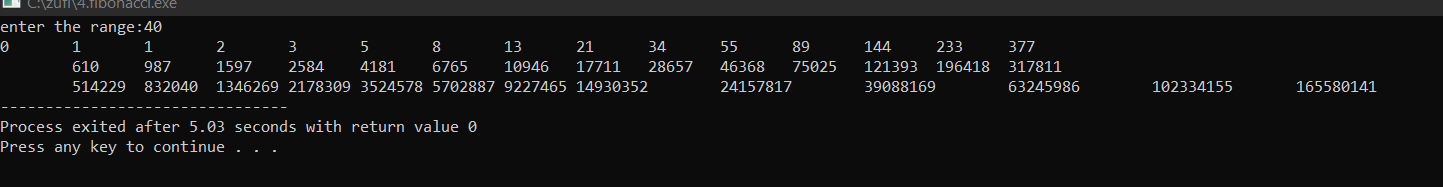 C:\zufi\4.fibonacci.exe
enter the range:40
0 1 1 2 3 5 8 13 21 34 55 89 144 233 377
610 987 1597 2584 4181 6765 10946 17711 28657 46368 75025 121393 196418 317811
514229 832040 1346269 2178309 3524578 5702887 9227465 14930352 24157817 39088169 63245986 102334155 165580141
--------------------------------
Process exited after 5.03 seconds with return value 0
Press any key to continue . . .